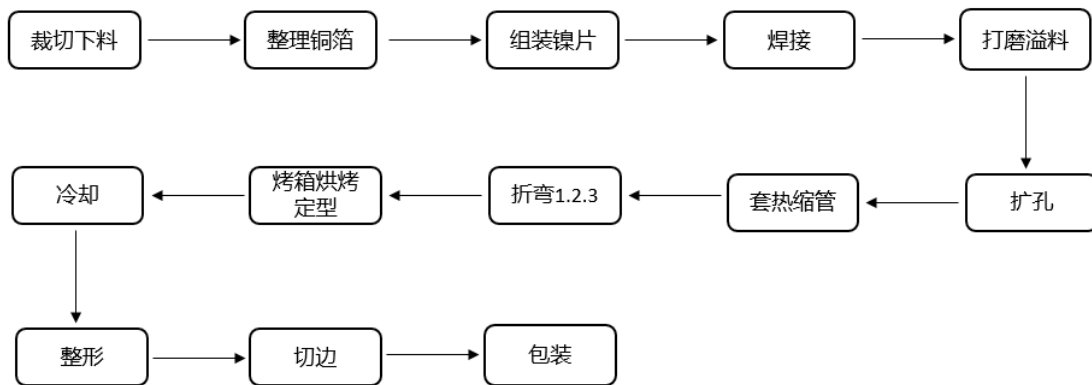 裁切下料
整理铜箔
组装镍片
焊接
打磨溢料
冷却
烤箱烘烤
定型
折弯1.2.3
套热缩管
扩孔
整形
切边
包装